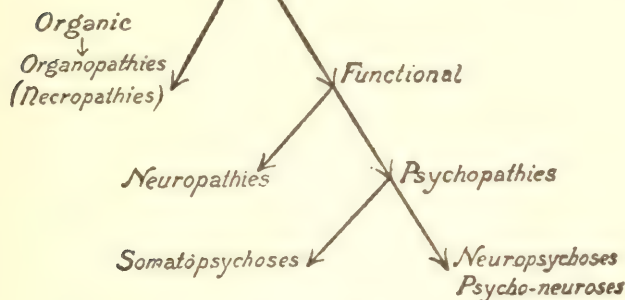 Organic
Organopathies
(Necropathies)
Functional
Neuropathies
Psychopathies
Somatopsychoses
Neuropsychoses
Psycho-neuroses